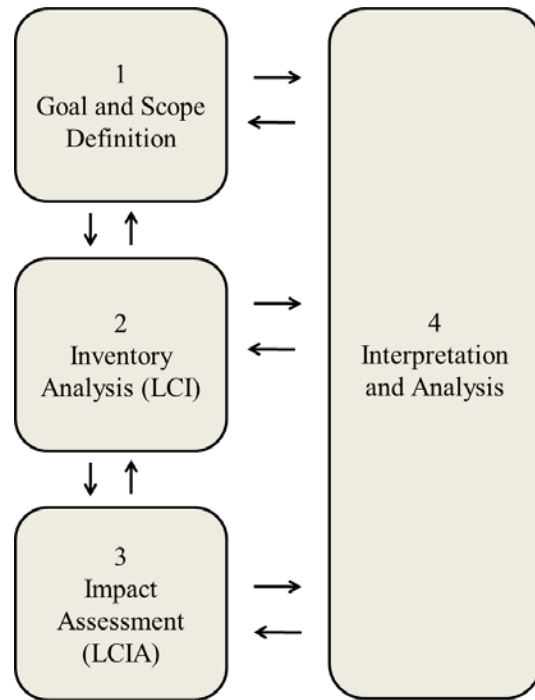 1
Goal and Scope
Definition
2
Inventory
Analysis (LCI)
3
Impact
Assessment
(LCIA)
4
Interpretation
and Analysis